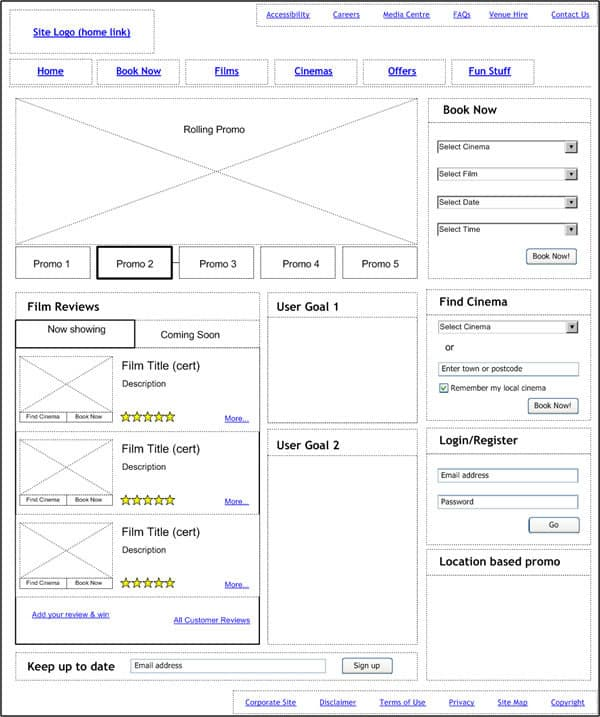 Accessibility Careers Media Centre FAQs Venue Hire Contact Us
Site Logo (home link)
Home Book Now Films Cinemas Offers Fun Stuff
Rolling Promo
Promo 1 Promo 2 Promo 3 Promo 4 Promo 5
Book Now
Select Cinema
Select Film
Select Date
Select Time
Book Now!
Film Reviews
Now showing
Coming Soon
Film Title (cert)
Description
Find Cinema Book Now
More...
Film Title (cert)
Description
Find Cinema Book Now
More...
Film Title (cert)
Description
Find Cinema Book Now
More...
Add your review & win
All Customer Reviews
User Goal 1
User Goal 2
Find Cinema
Select Cinema
or
Enter town or postcode
Remember my local cinema
Book Now!
Login/Register
Email address
Password
Go
Location based promo
Keep up to date
Email address
Sign up
Corporate Site Disclaimer Terms of Use Privacy Site Map Copyright